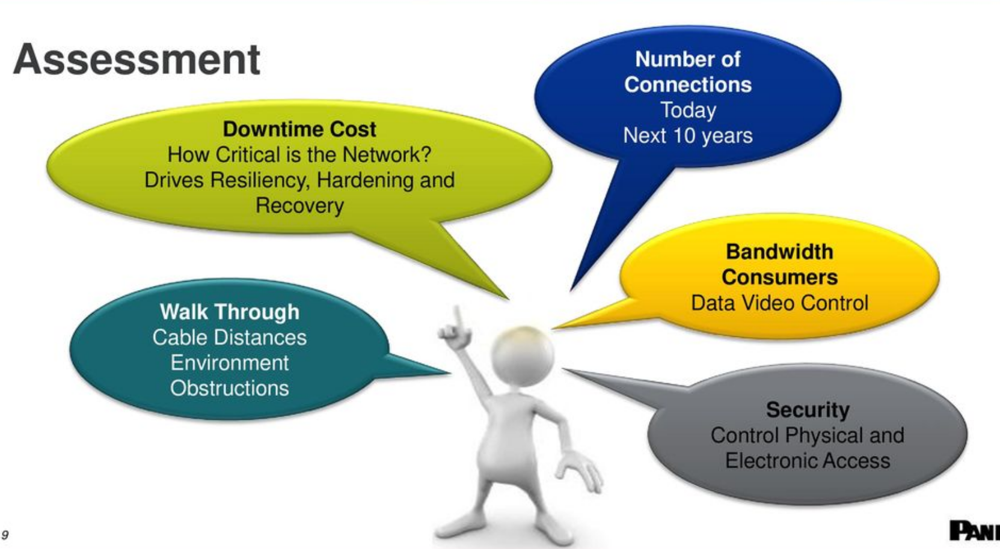 Assessment
Number of
Connections
Today
Next 10 years
Downtime Cost
How Critical is the Network?
Drives Resiliency, Hardening and
Recovery
Bandwidth
Consumers
Data Video Control
Walk Through
Cable Distances
Environment
Obstructions
Security
Control Physical and
Electronic Access
9
PAN